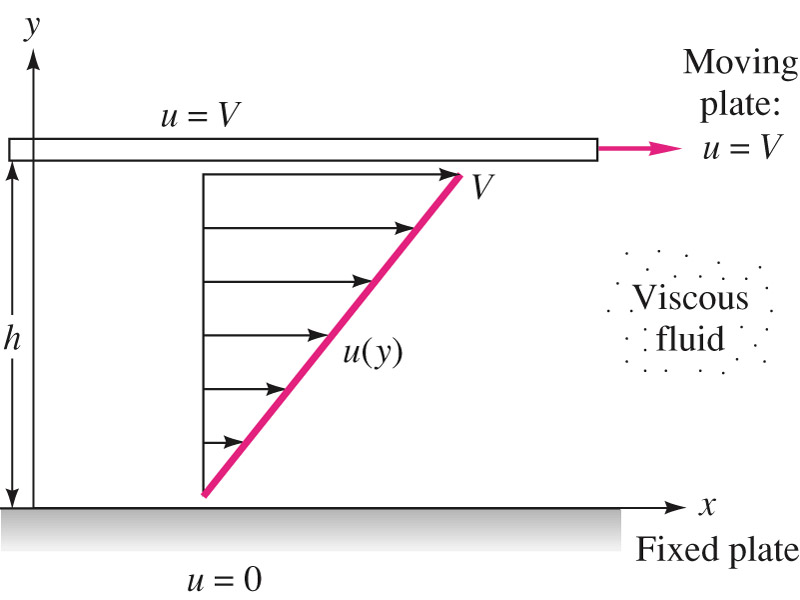 y
u = V
Moving
plate:
u = V
V
Viscous
fluid
h
u(y)
x
Fixed plate
u = 0